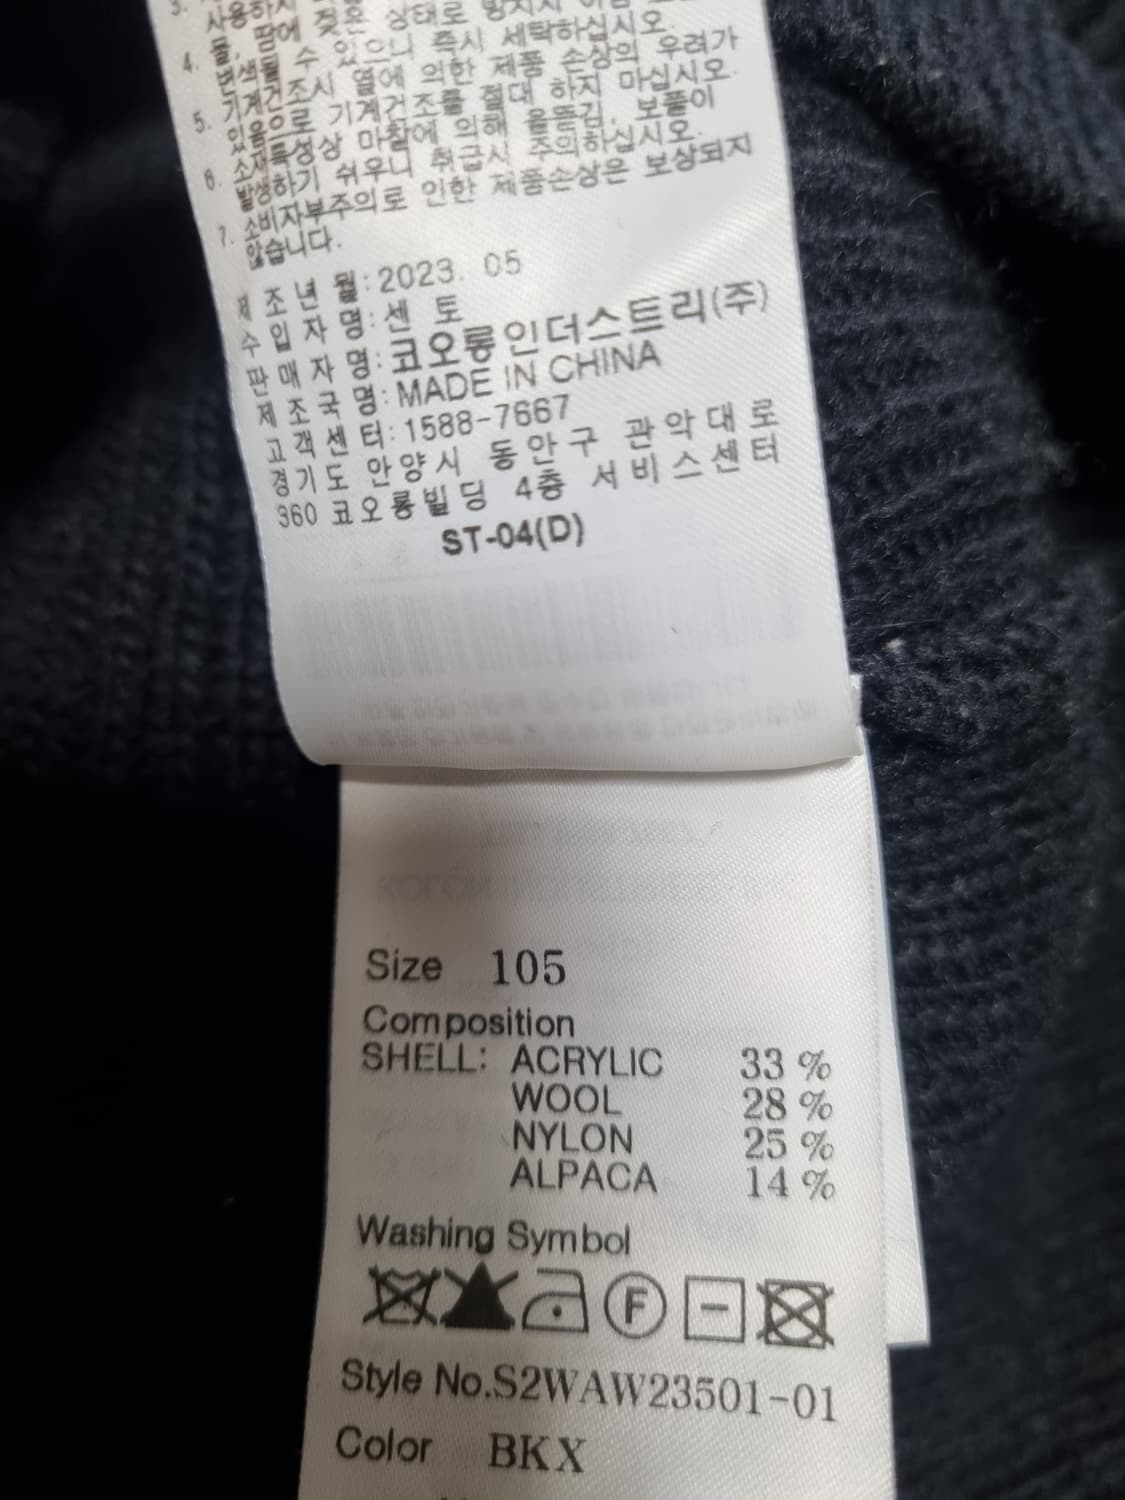 3. 사용하시
땀에 젖은 상태로 방치시
4. 물, 색될 수 있으니 즉시 세탁하십시오.
변
기계건조시 열에 의한 제품 손상의 우려가
5. 있음으로 기계건조를 절대 하지 마십시오.
소재특성상 마찰에 의해 올뜯김, 보풀이
6. 발생하기 쉬우니 취급시 주의하십시오.
7. 소비자부주의로 인한 제품손상은 보상되지
않습니다.
제 조 년 월:2023. 05
수 입 자 명:센 토
판 매 자 명:코오롱인더스트리(주)
제 조 국 명:MADE IN CHINA
고 객 센 터:1588-7667
경기도 안양시 동안구 관악대로
360 코오롱빌딩 4층 서비스센터
ST-04(D)
Size 105
Composition
SHELL: ACRYLIC 33 %
WOOL 28 %
NYLON 25 %
ALPACA 14 %
Washing Symbol
F
Style No.S2WAW23501-01
Color BKX